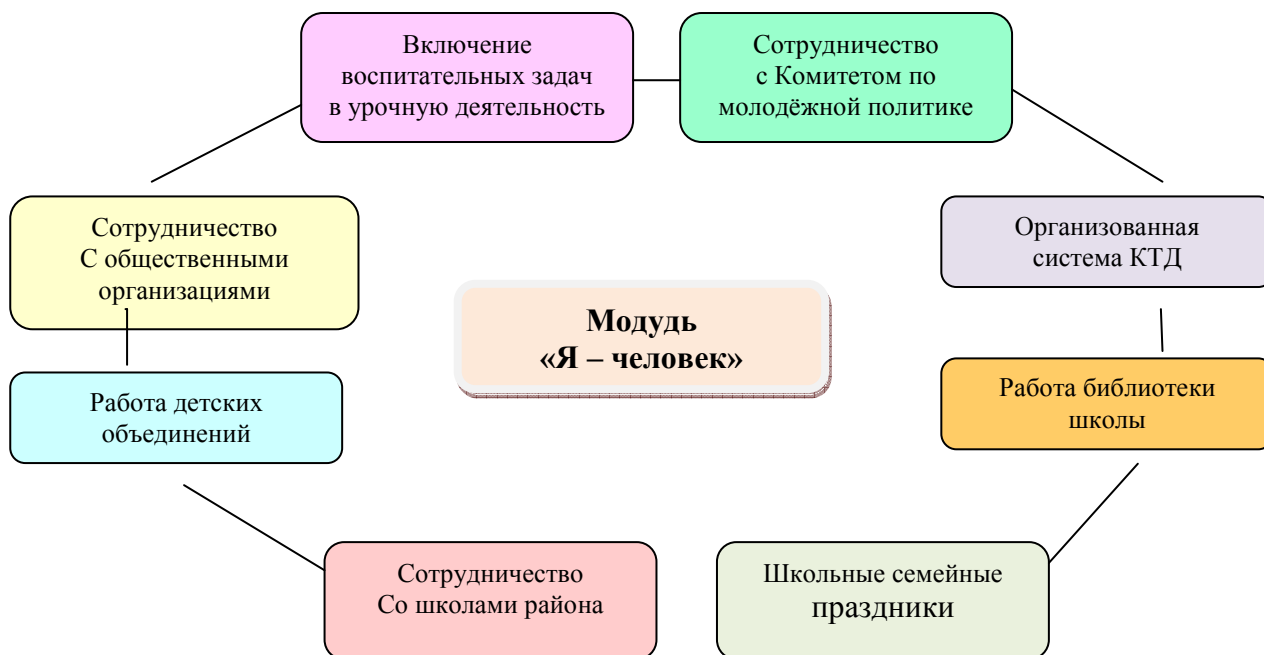 Включение
воспитательных задач
в урочную деятельность
Сотрудничество
с Комитетом по
молодёжной политике
Сотрудничество
С общественными
организациями
Организованная
система КТД
Модудь
«Я – человек»
Работа детских
объединений
Работа библиотеки
школы
Сотрудничество
Со школами района
Школьные семейные
праздники